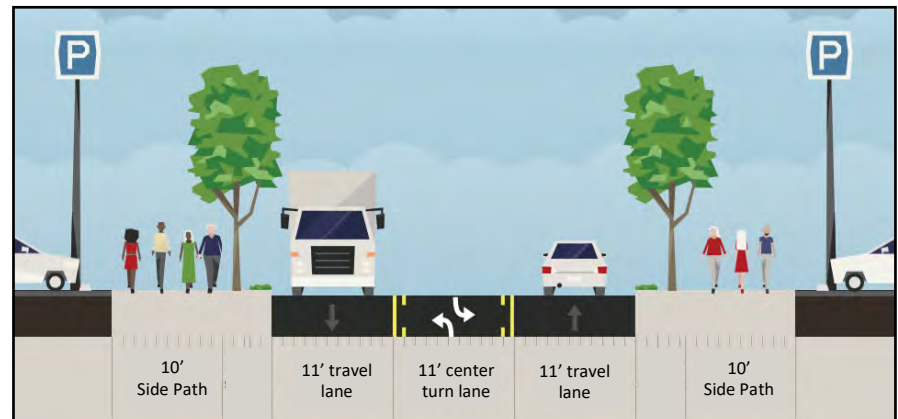 P
P
10’
Side Path
11’ travel
lane
11’ center
turn lane
11’ travel
lane
10’
Side Path